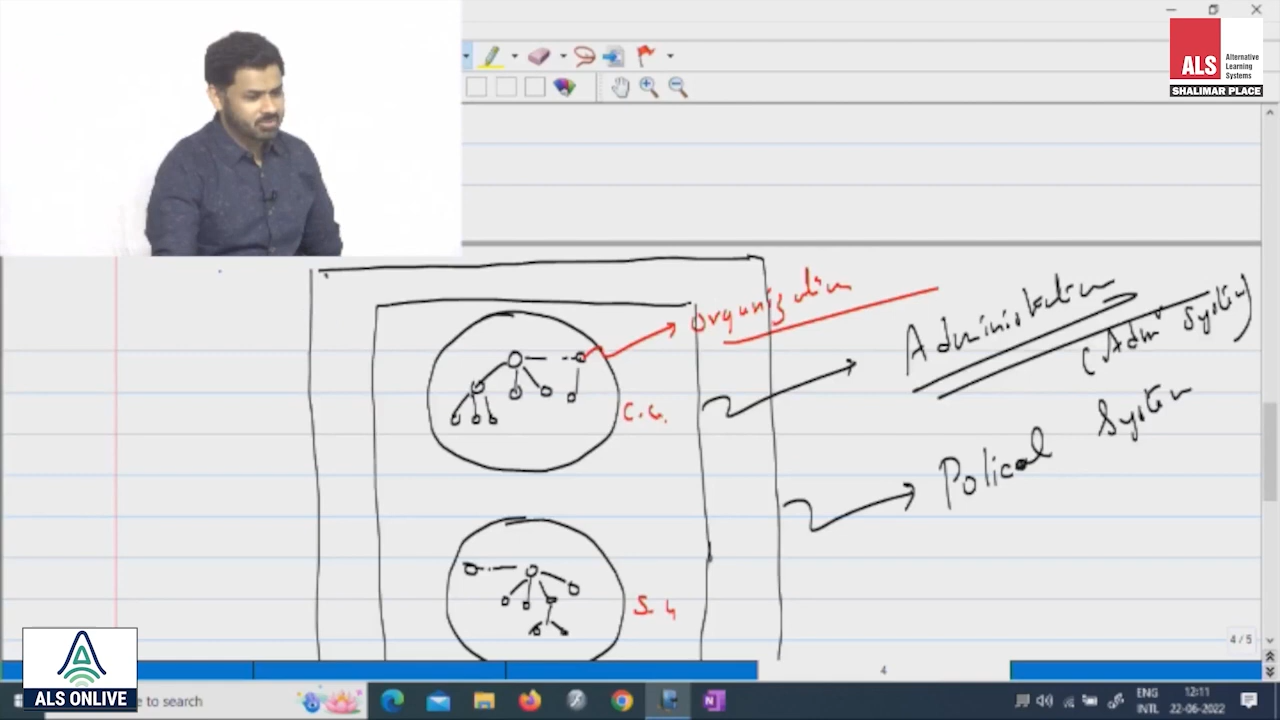 ALS
Alternative
Learning
Systems
SHALIMAR PLACE
Organization
Administration
(Admn System)
C.G.
Polical System
S.G
4 / 5
4
ALS ONLIVE
e to search
ENG
INTL
12:11
22-06-2022